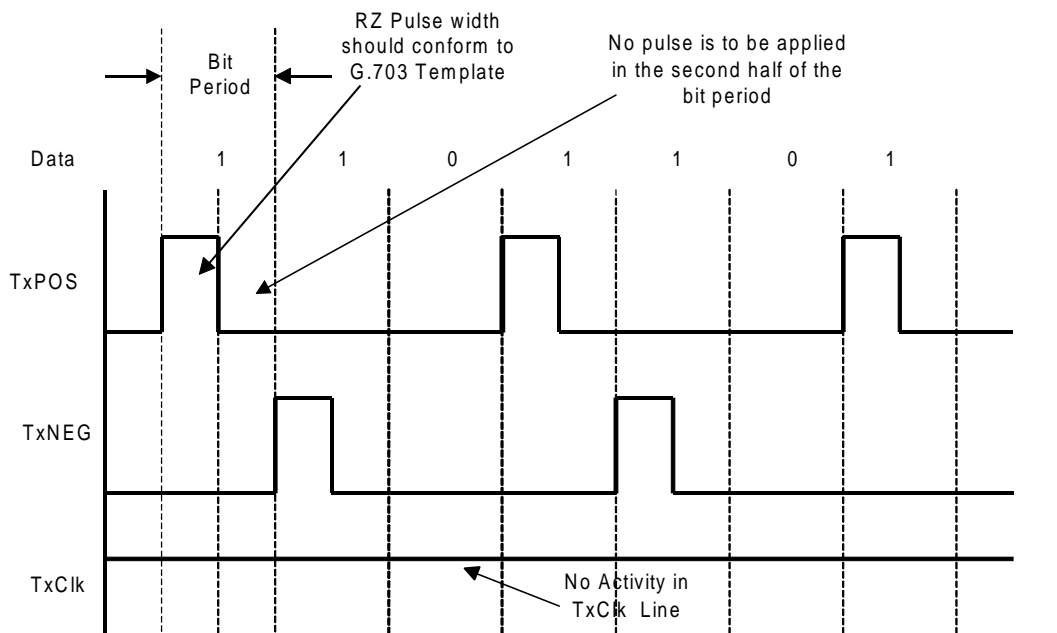 RZ Pulse width
should conform to
G.703 Template
No pulse is to be applied
in the second half of the
bit period
Bit
Period
Data 1 1 0 1 1 0 1
TxPOS
TxNEG
TxClk
No Activity in
TxClk Line